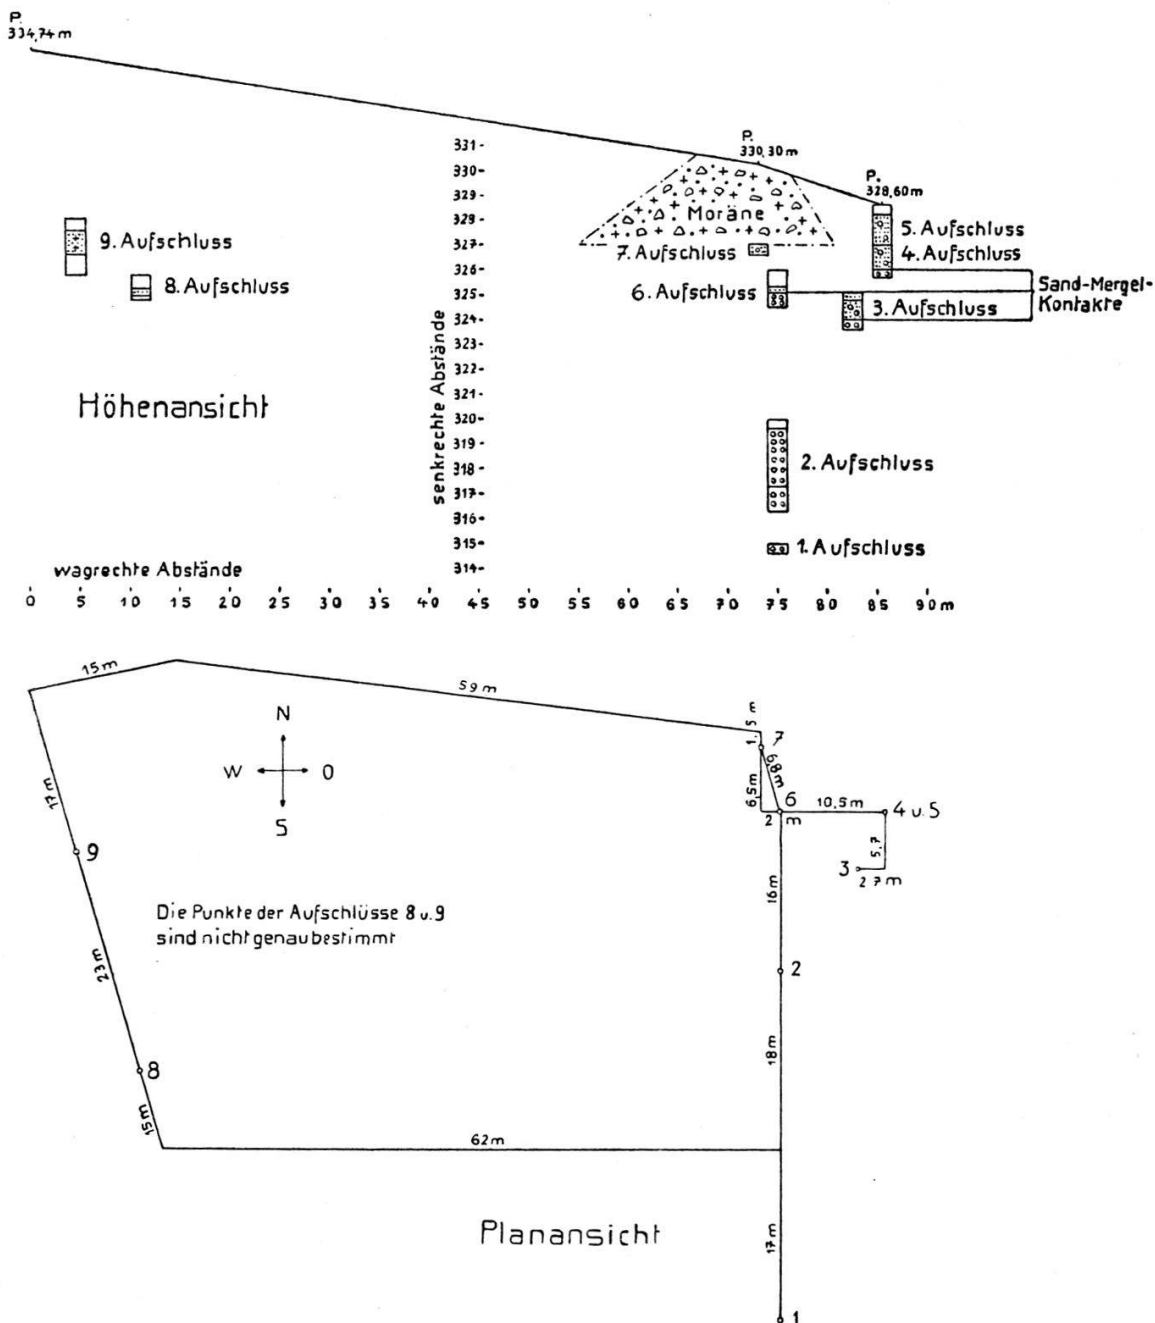 P.
334,74 m
331-
330-
329-
328-
327-
326-
325-
324-
323-
322-
321-
320-
319-
318-
317-
316-
315-
314-
senkrechte Abstände
P.
330,30 m
P.
328,60 m
Moräne
9. Aufschluss
8. Aufschluss
7. Aufschluss
6. Aufschluss
5. Aufschluss
4. Aufschluss
3. Aufschluss
Sand-Mergel-
Kontakte
Höhenansicht
2. Aufschluss
1. Aufschluss
wagrechte Abstände
0 5 10 15 20 25 30 35 40 45 50 55 60 65 70 75 80 85 90 m
15 m
59 m
1,5 m
7
6,8 m
6,5 m
2 m
6
10,5 m
4 u. 5
5,7
3
2 7 m
N
W O
S
17 m
9
Die Punkte der Aufschlüsse 8 u. 9
sind nicht genau bestimmt
23 m
16 m
2
18 m
8
15 m
62 m
Planansicht
17 m
1